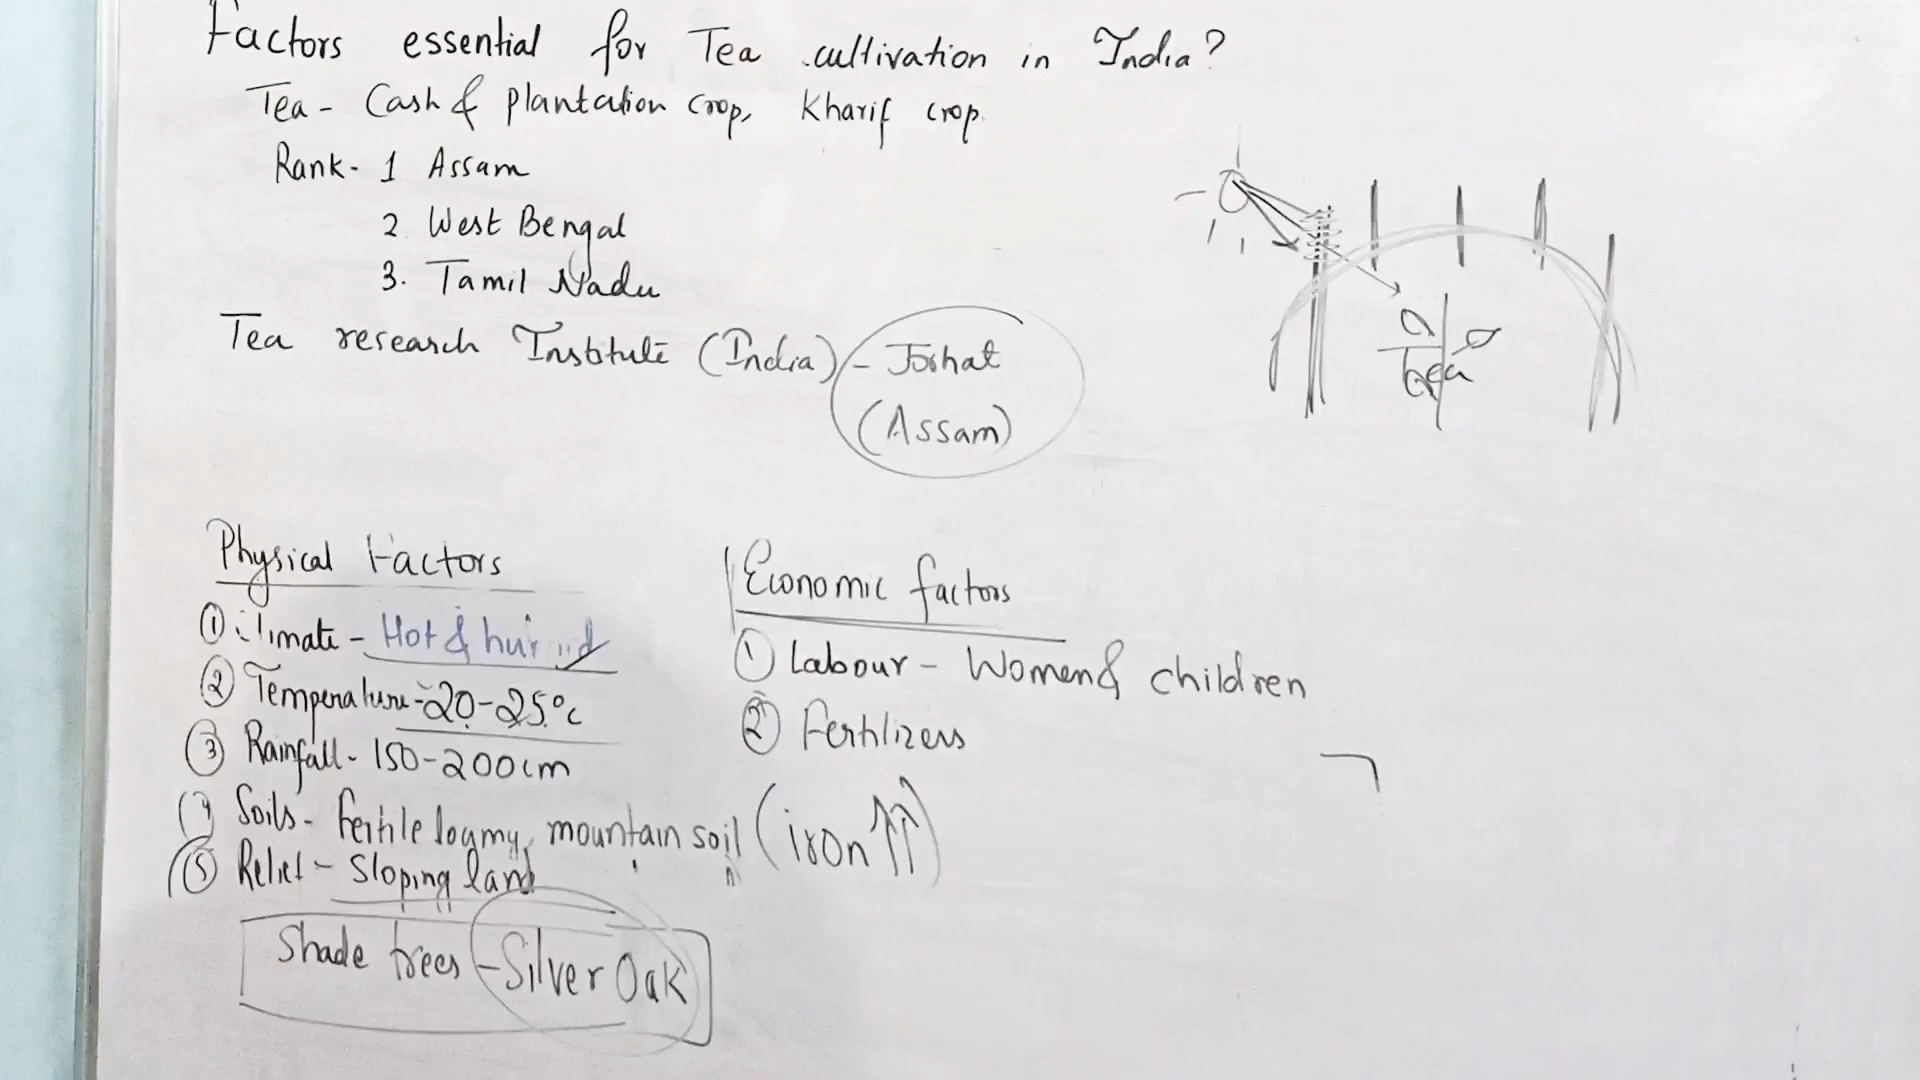 Factors essential for Tea cultivation in India?
Tea - Cash & plantation crop, Kharif crop.
Rank - 1 Assam
2. West Bengal
3. Tamil Nadu
Tea research Institute (India) - Jorhat
(Assam)
Tea
Physical Factors
① Climate - Hot & humid
② Temperature - 20-25°c
③ Rainfall - 150-200cm
④ Soils - fertile loamy, mountain soil (iron ↑↑)
⑤ Relief - Sloping land
Shade trees - Silver Oak
Economic factors
① Labour - Women & children
② Fertilizers